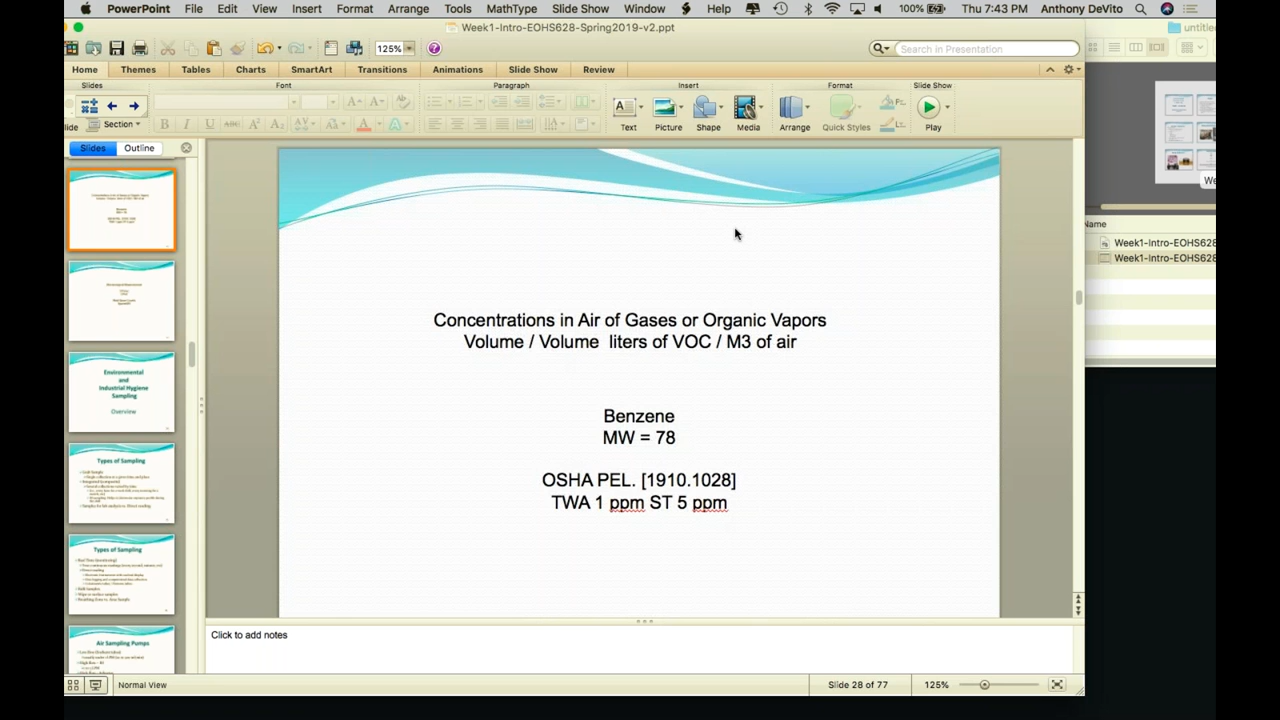 PowerPoint File Edit View Insert Format Arrange Tools Slide Show MathType Window Help 100% Thu 7:43 PM Anthony DeVito
Week1-Intro-EOHS628-Spring2019-v2.ppt
untitle
125%
Search in Presentation
Home Themes Tables Charts SmartArt Transitions Animations Slide Show Review
Slides Font Paragraph Insert Format Slide Show
lide Section
Text Picture Shape Media Arrange Quick Styles Play
Slides Outline
Concentrations in Air of Gases or Organic Vapors
Volume / Volume liters of VOC / M3 of air
Benzene
MW = 78
OSHA PEL. [1910.1028]
TWA 1 ppm ST 5 ppm
Environmental
and
Industrial Hygiene
Sampling
Overview
Types of Sampling
Types of Sampling
Air Sampling Pumps
We
Name
Week1-Intro-EOHS628
Week1-Intro-EOHS628
Click to add notes
Normal View
Slide 28 of 77
125%